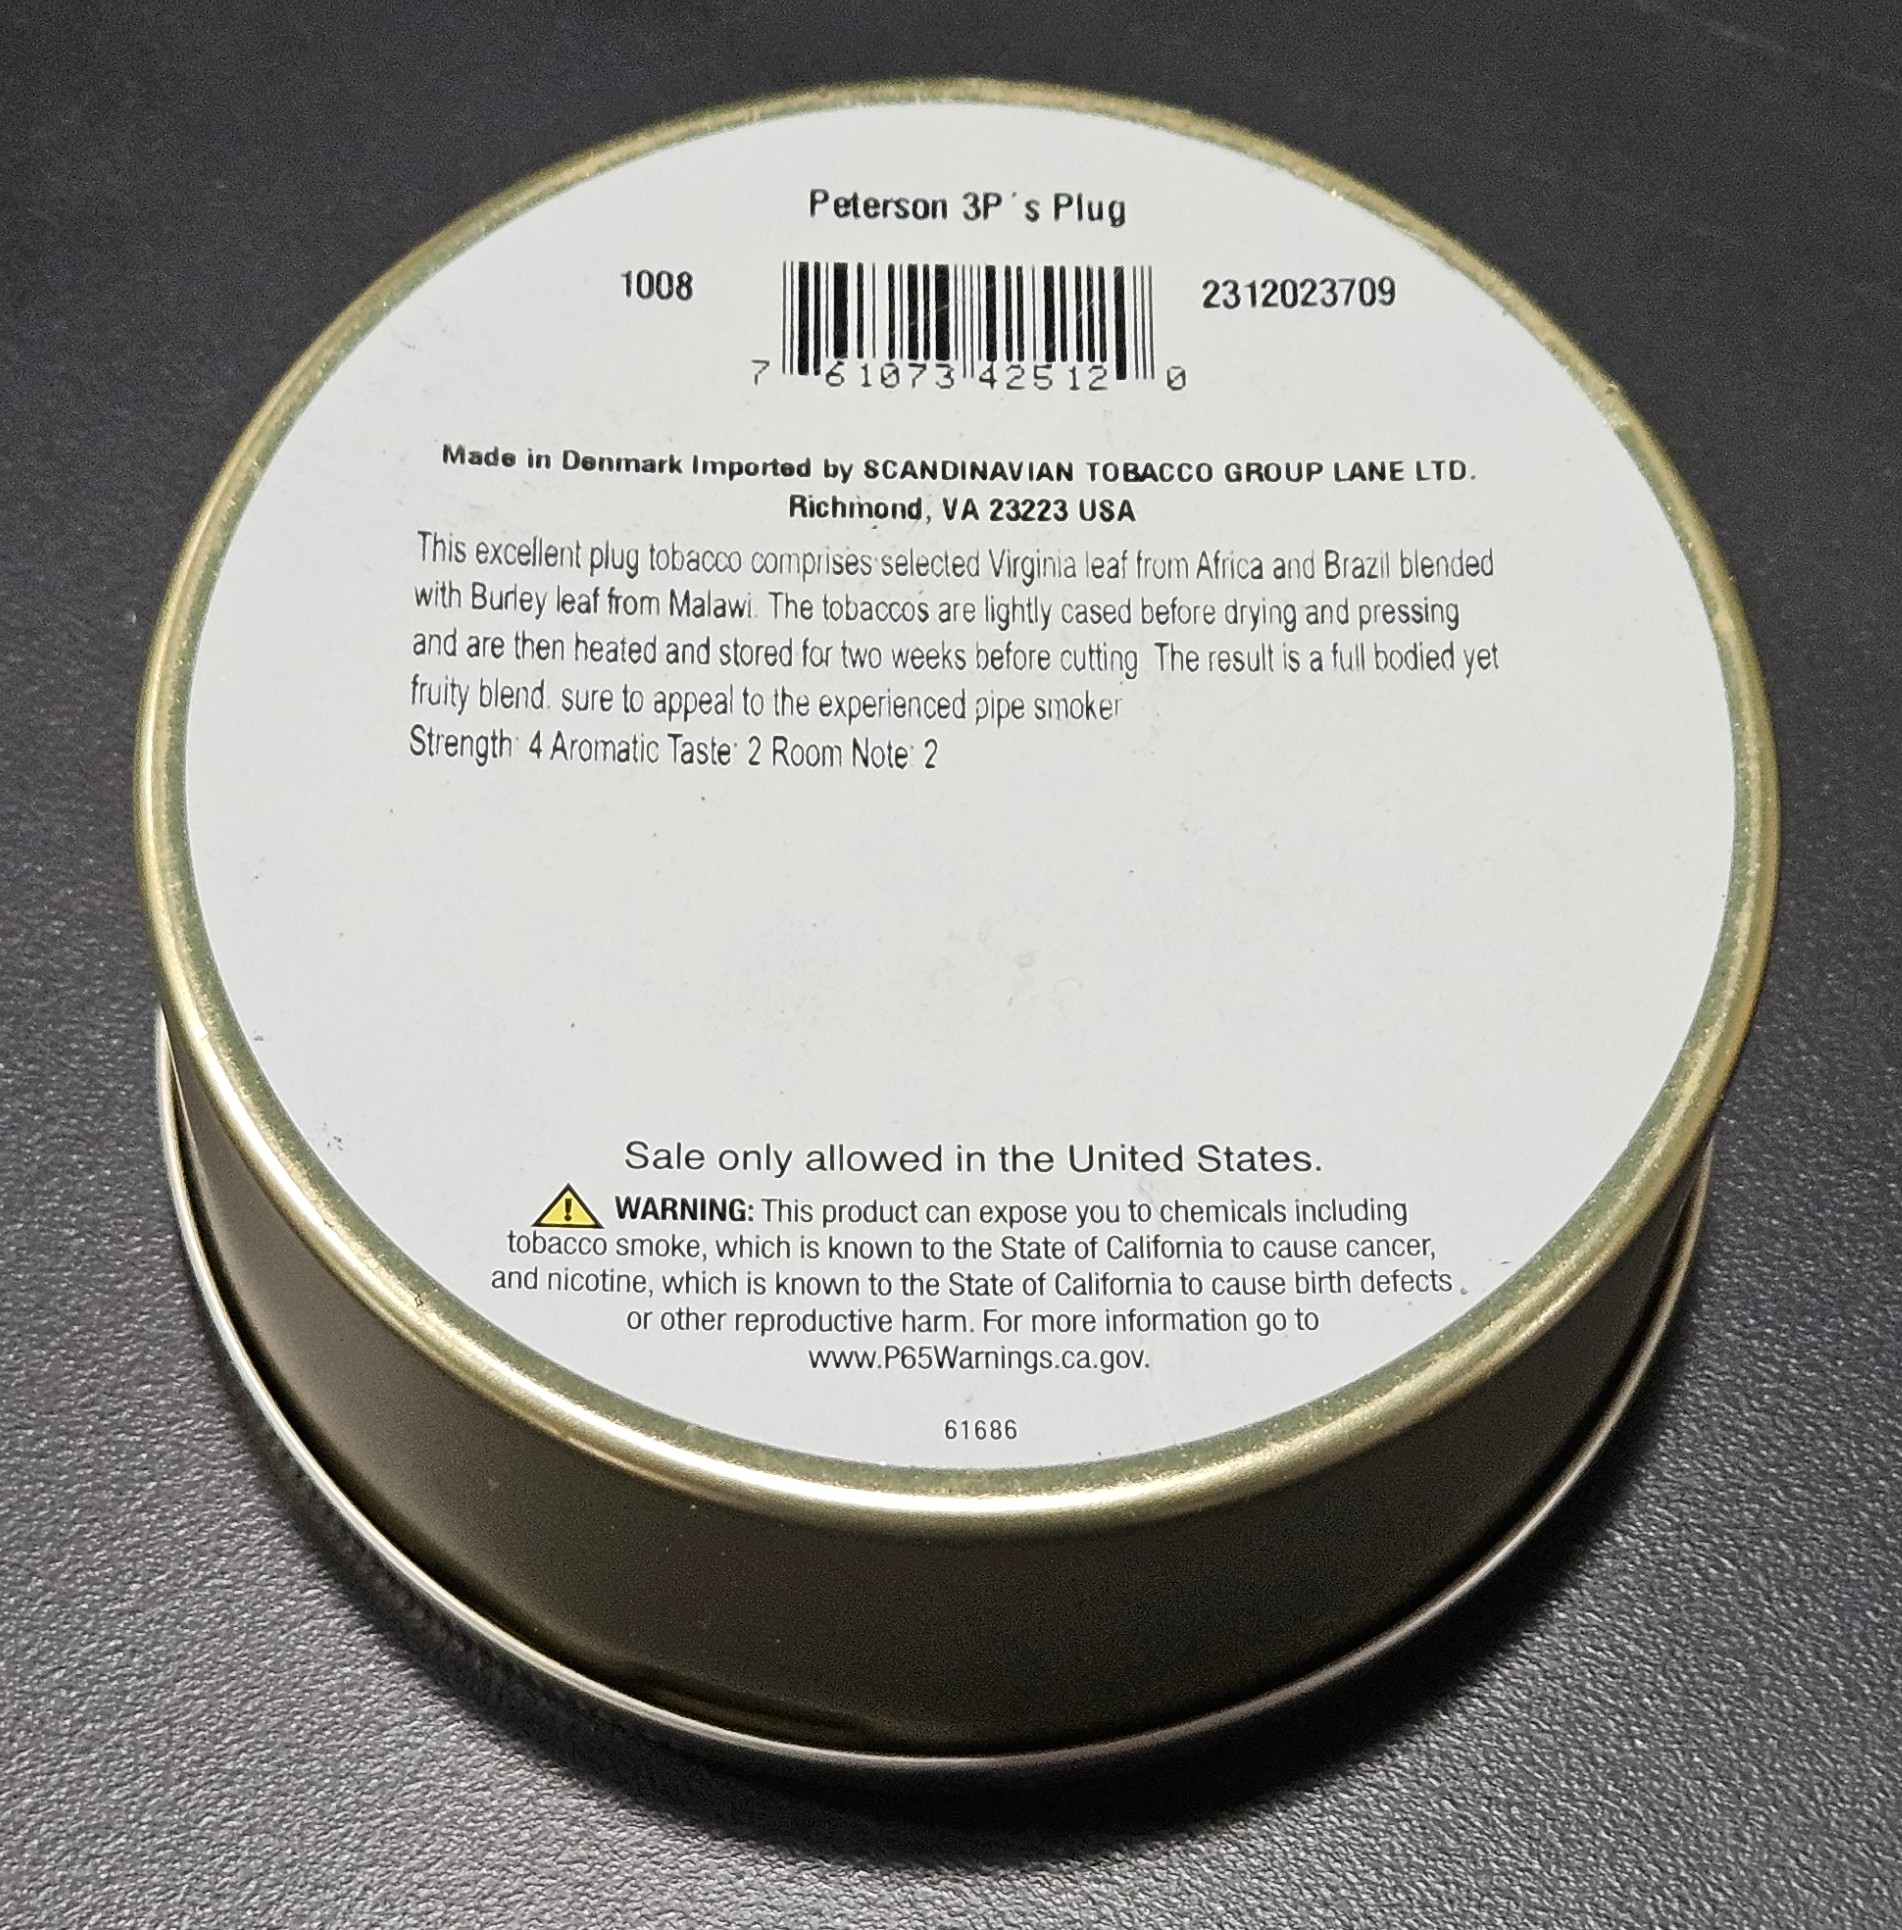 Peterson 3P´s Plug
1008
2312023709
7 61073 42512 0
Made in Denmark Imported by SCANDINAVIAN TOBACCO GROUP LANE LTD.
Richmond, VA 23223 USA
This excellent plug tobacco comprises selected Virginia leaf from Africa and Brazil blended
with Burley leaf from Malawi. The tobaccos are lightly cased before drying and pressing
and are then heated and stored for two weeks before cutting. The result is a full bodied yet
fruity blend. sure to appeal to the experienced pipe smoker
Strength: 4 Aromatic Taste: 2 Room Note: 2
Sale only allowed in the United States.
WARNING: This product can expose you to chemicals including
tobacco smoke, which is known to the State of California to cause cancer,
and nicotine, which is known to the State of California to cause birth defects
or other reproductive harm. For more information go to
www.P65Warnings.ca.gov.
61686